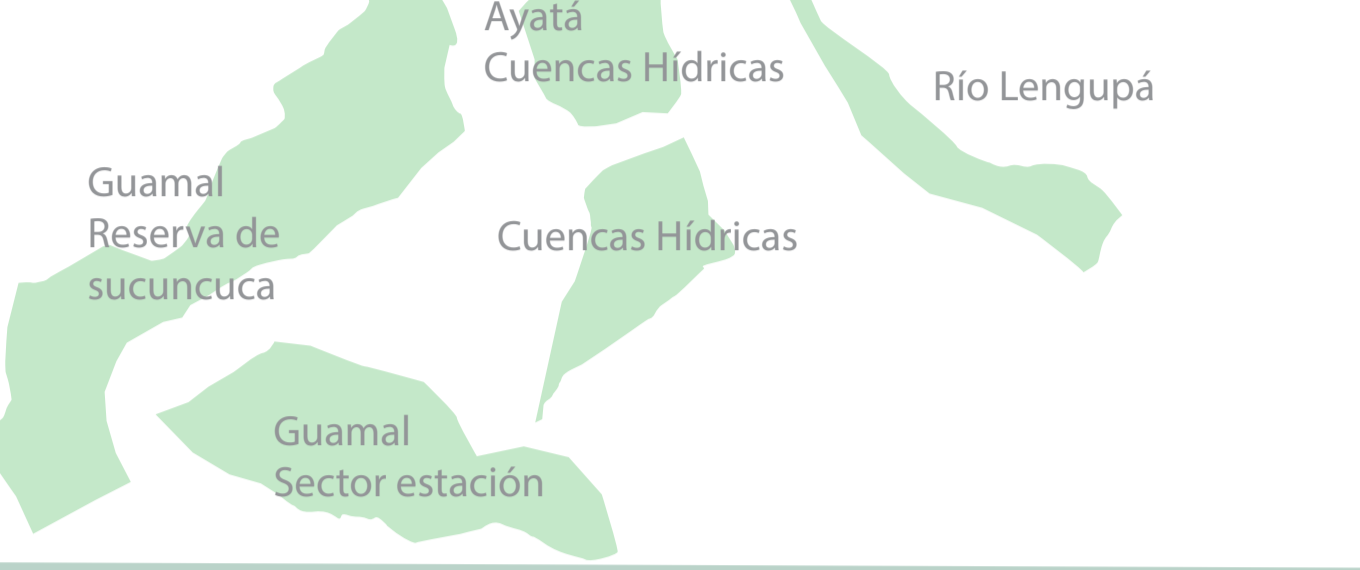 Ayatá
Cuencas Hídricas
Río Lengupá
Guamal
Reserva de
sucuncuca
Cuencas Hídricas
Guamal
Sector estación